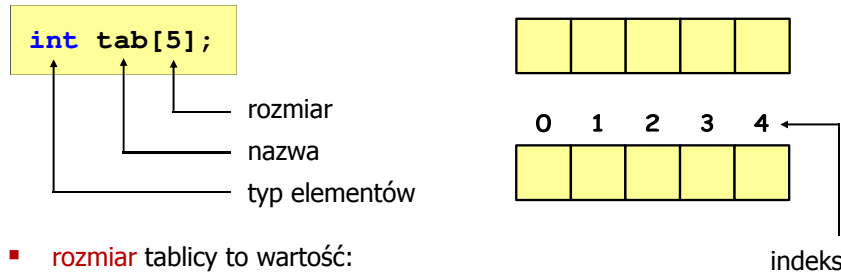 int tab[5];
rozmiar
nazwa
typ elementów
0 1 2 3 4
indeks
▪ rozmiar tablicy to wartość: